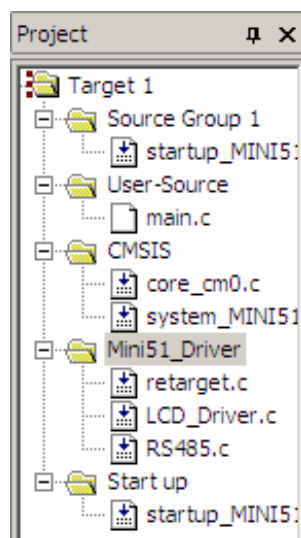 Project
Target 1
Source Group 1
startup_MINI51
User-Source
main.c
CMSIS
core_cm0.c
system_MINI51
Mini51_Driver
retarget.c
LCD_Driver.c
RS485.c
Start up
startup_MINI51